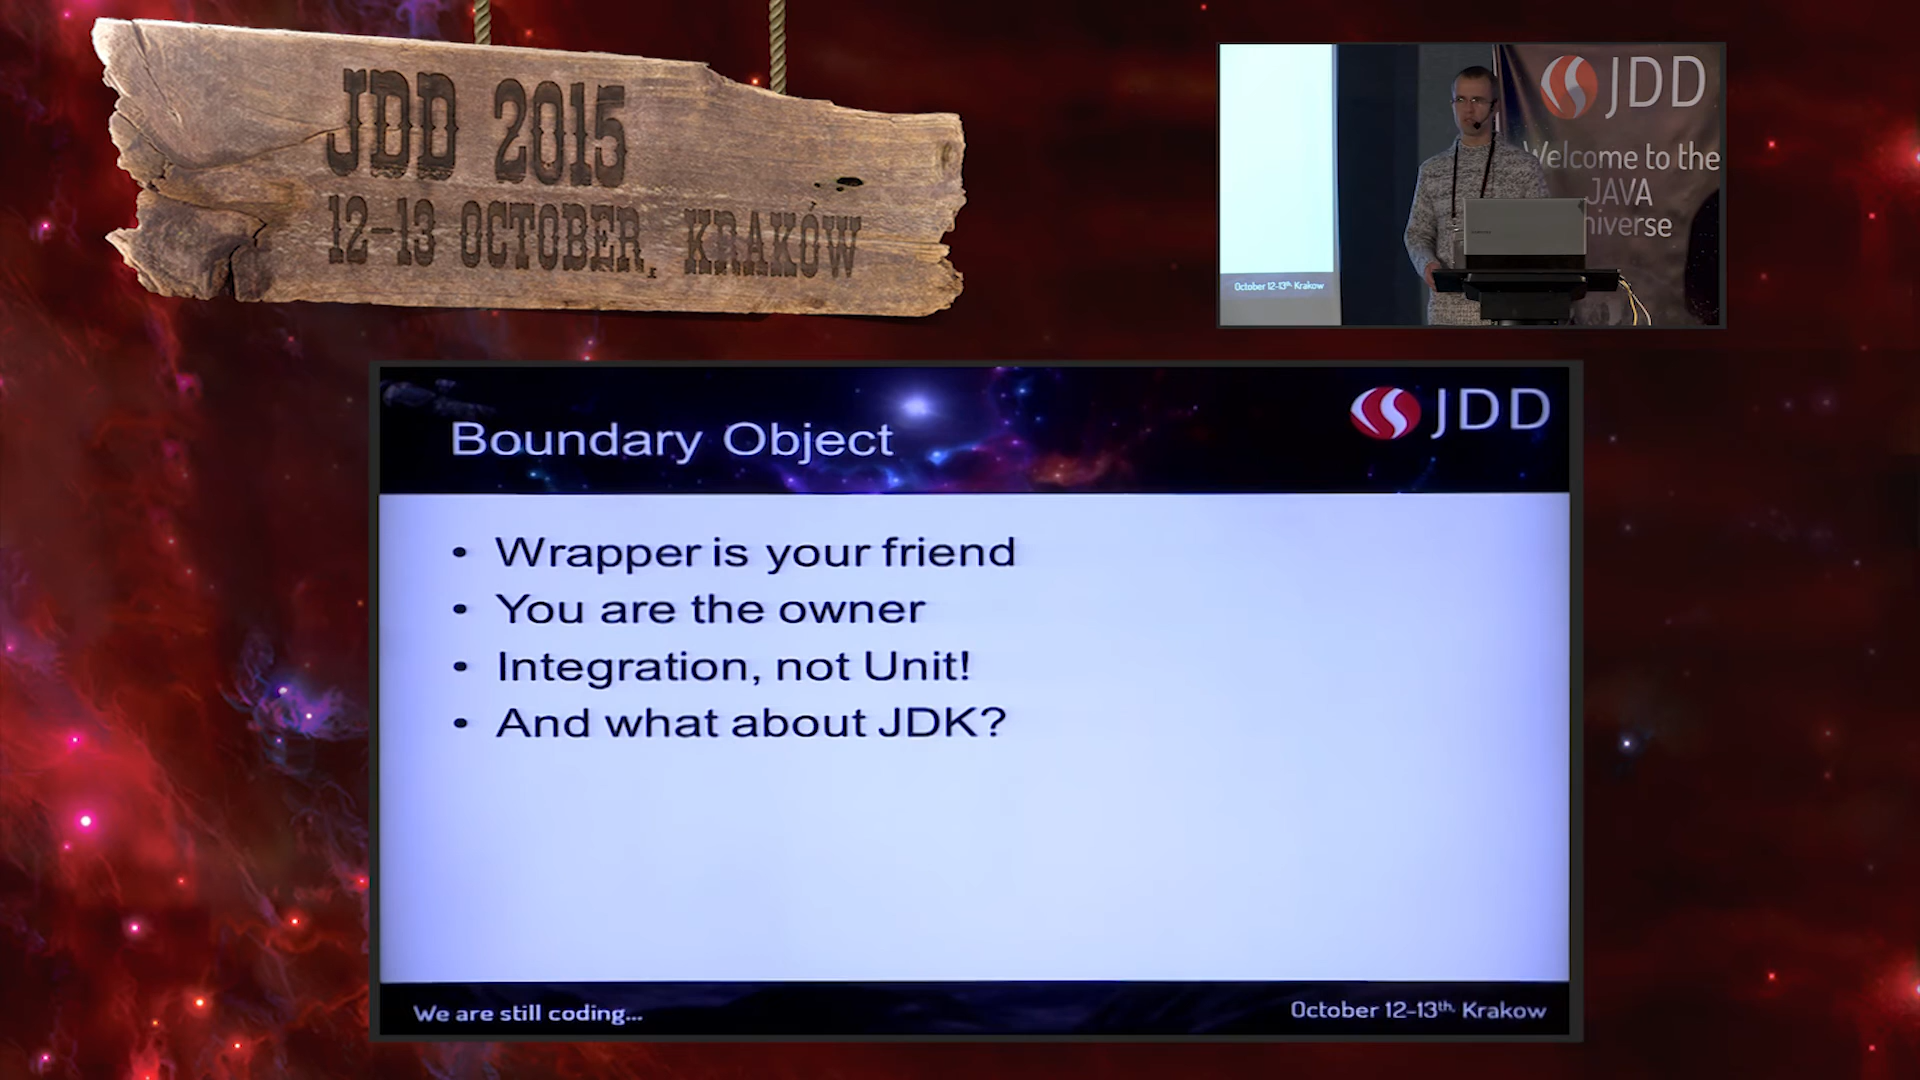 JDD 2015
12-13 OCTOBER, KRAKÓW
JDD
Welcome to the
JAVA
niverse
October 12-13th, Krakow
Boundary Object
JDD
• Wrapper is your friend
• You are the owner
• Integration, not Unit!
• And what about JDK?
We are still coding...
October 12-13th, Krakow